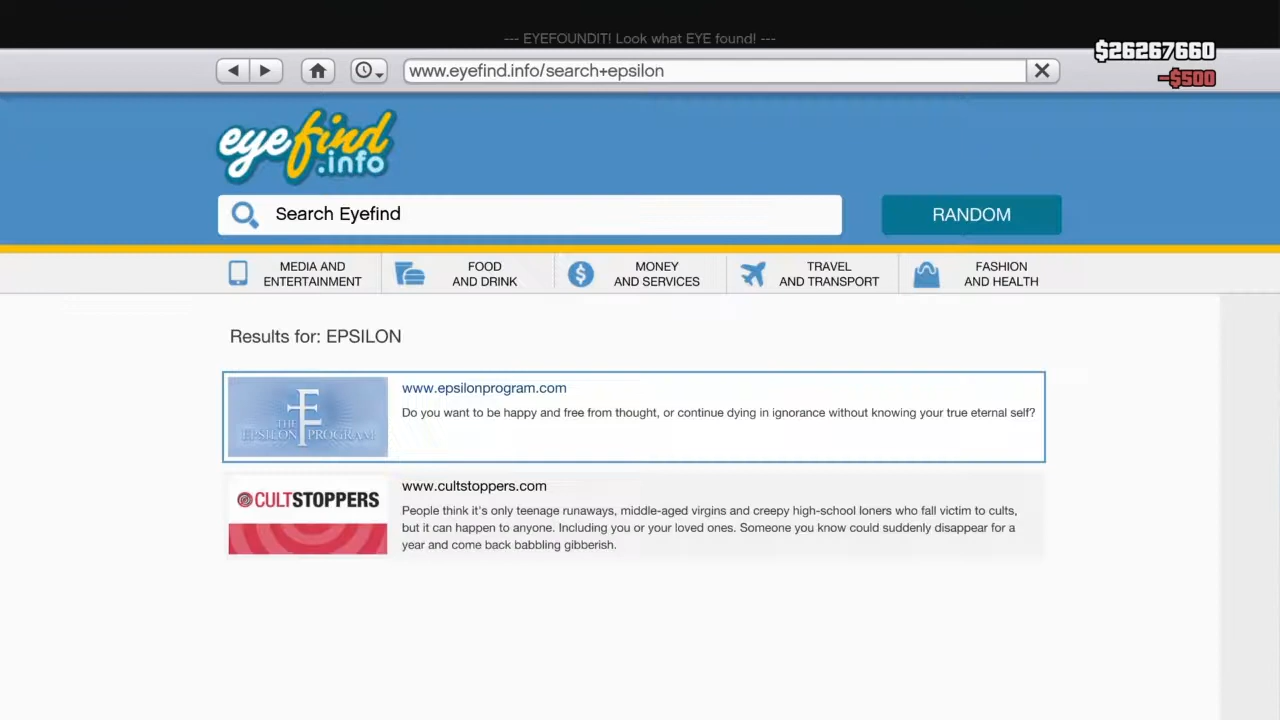 --- EYEFOUNDIT! Look what EYE found! ---
$26267660
-$500
www.eyefind.info/search+epsilon
eyefind
.info
Search Eyefind
RANDOM
MEDIA AND
ENTERTAINMENT
FOOD
AND DRINK
MONEY
AND SERVICES
TRAVEL
AND TRANSPORT
FASHION
AND HEALTH
Results for: EPSILON
THE
EPSILON PROGRAM
www.epsilonprogram.com
Do you want to be happy and free from thought, or continue dying in ignorance without knowing your true eternal self?
CULTSTOPPERS
www.cultstoppers.com
People think it's only teenage runaways, middle-aged virgins and creepy high-school loners who fall victim to cults,
but it can happen to anyone. Including you or your loved ones. Someone you know could suddenly disappear for a
year and come back babbling gibberish.